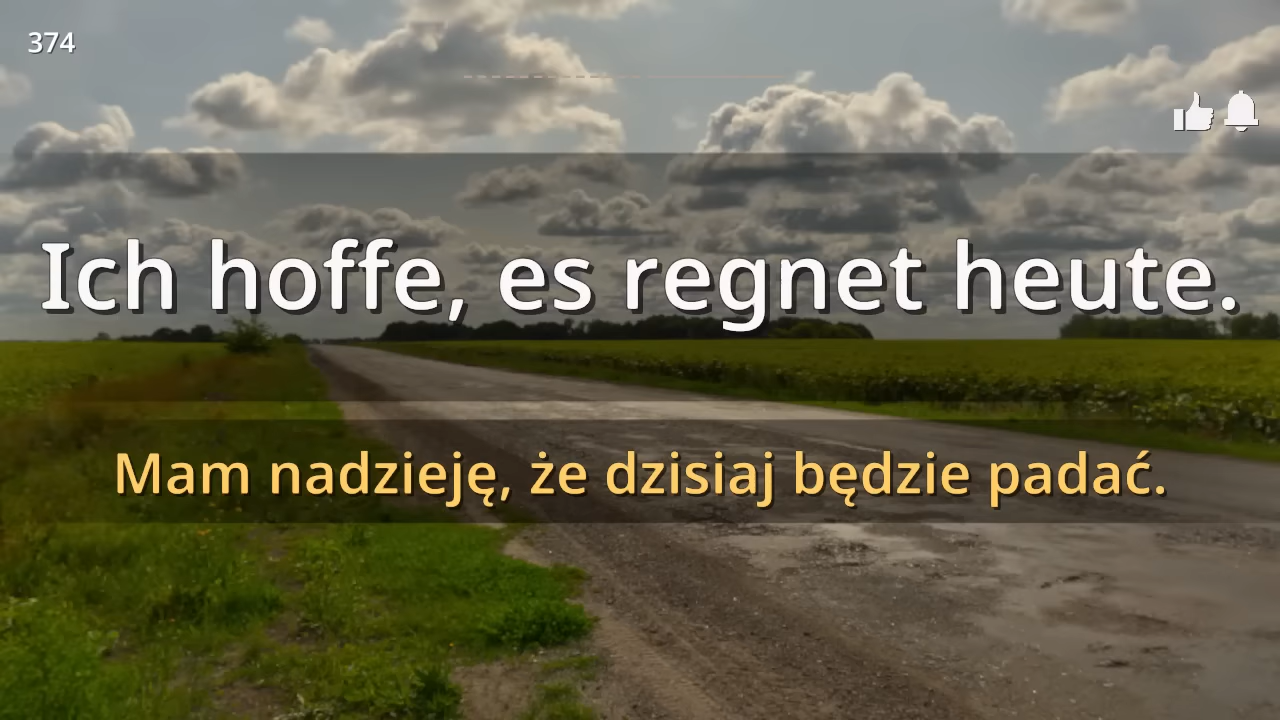 374
Ich hoffe, es regnet heute.
Mam nadzieję, że dzisiaj będzie padać.